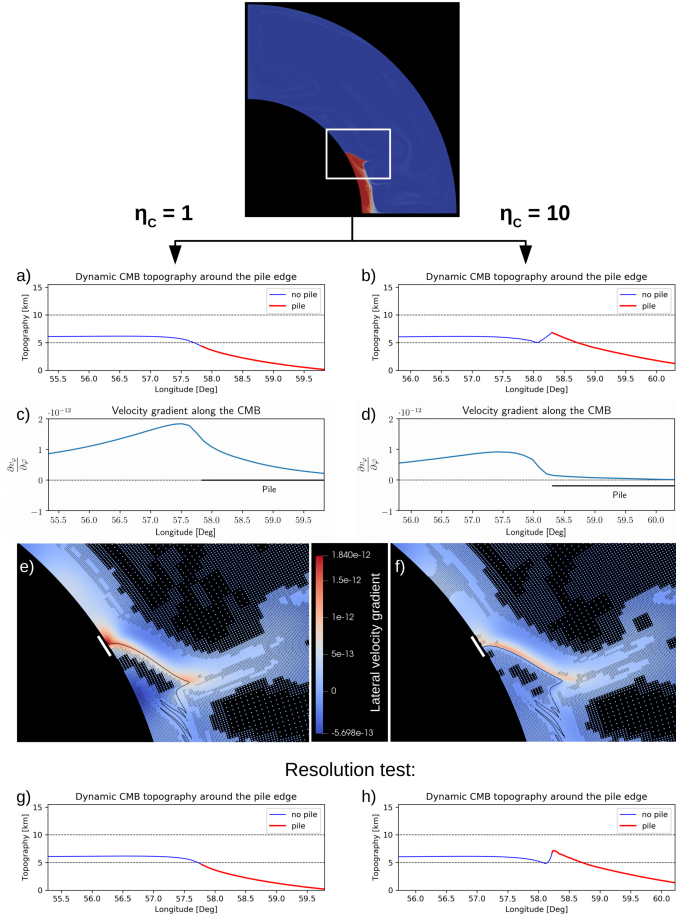 η_C = 1
η_C = 10
a)
Dynamic CMB topography around the pile edge
Topography [km]
15
10
5
0
no pile
pile
55.5 56.0 56.5 57.0 57.5 58.0 58.5 59.0 59.5
Longitude [Deg]
b)
Dynamic CMB topography around the pile edge
Topography [km]
15
10
5
0
no pile
pile
56.0 56.5 57.0 57.5 58.0 58.5 59.0 59.5 60.0
Longitude [Deg]
c)
·10⁻¹²
Velocity gradient along the CMB
∂v_φ/∂φ
2
1
0
−1
Pile
55.5 56.0 56.5 57.0 57.5 58.0 58.5 59.0 59.5
Longitude [Deg]
d)
·10⁻¹²
Velocity gradient along the CMB
∂v_φ/∂φ
2
1
0
−1
Pile
56.0 56.5 57.0 57.5 58.0 58.5 59.0 59.5 60.0
Longitude [Deg]
e)
1.840e-12
1.5e-12
1e-12
5e-13
0
-5.698e-13
Lateral velocity gradient
f)
Resolution test:
g)
Dynamic CMB topography around the pile edge
Topography [km]
15
10
5
0
no pile
pile
55.5 56.0 56.5 57.0 57.5 58.0 58.5 59.0 59.5
Longitude [Deg]
h)
Dynamic CMB topography around the pile edge
Topography [km]
15
10
5
0
no pile
pile
56.0 56.5 57.0 57.5 58.0 58.5 59.0 59.5 60.0
Longitude [Deg]